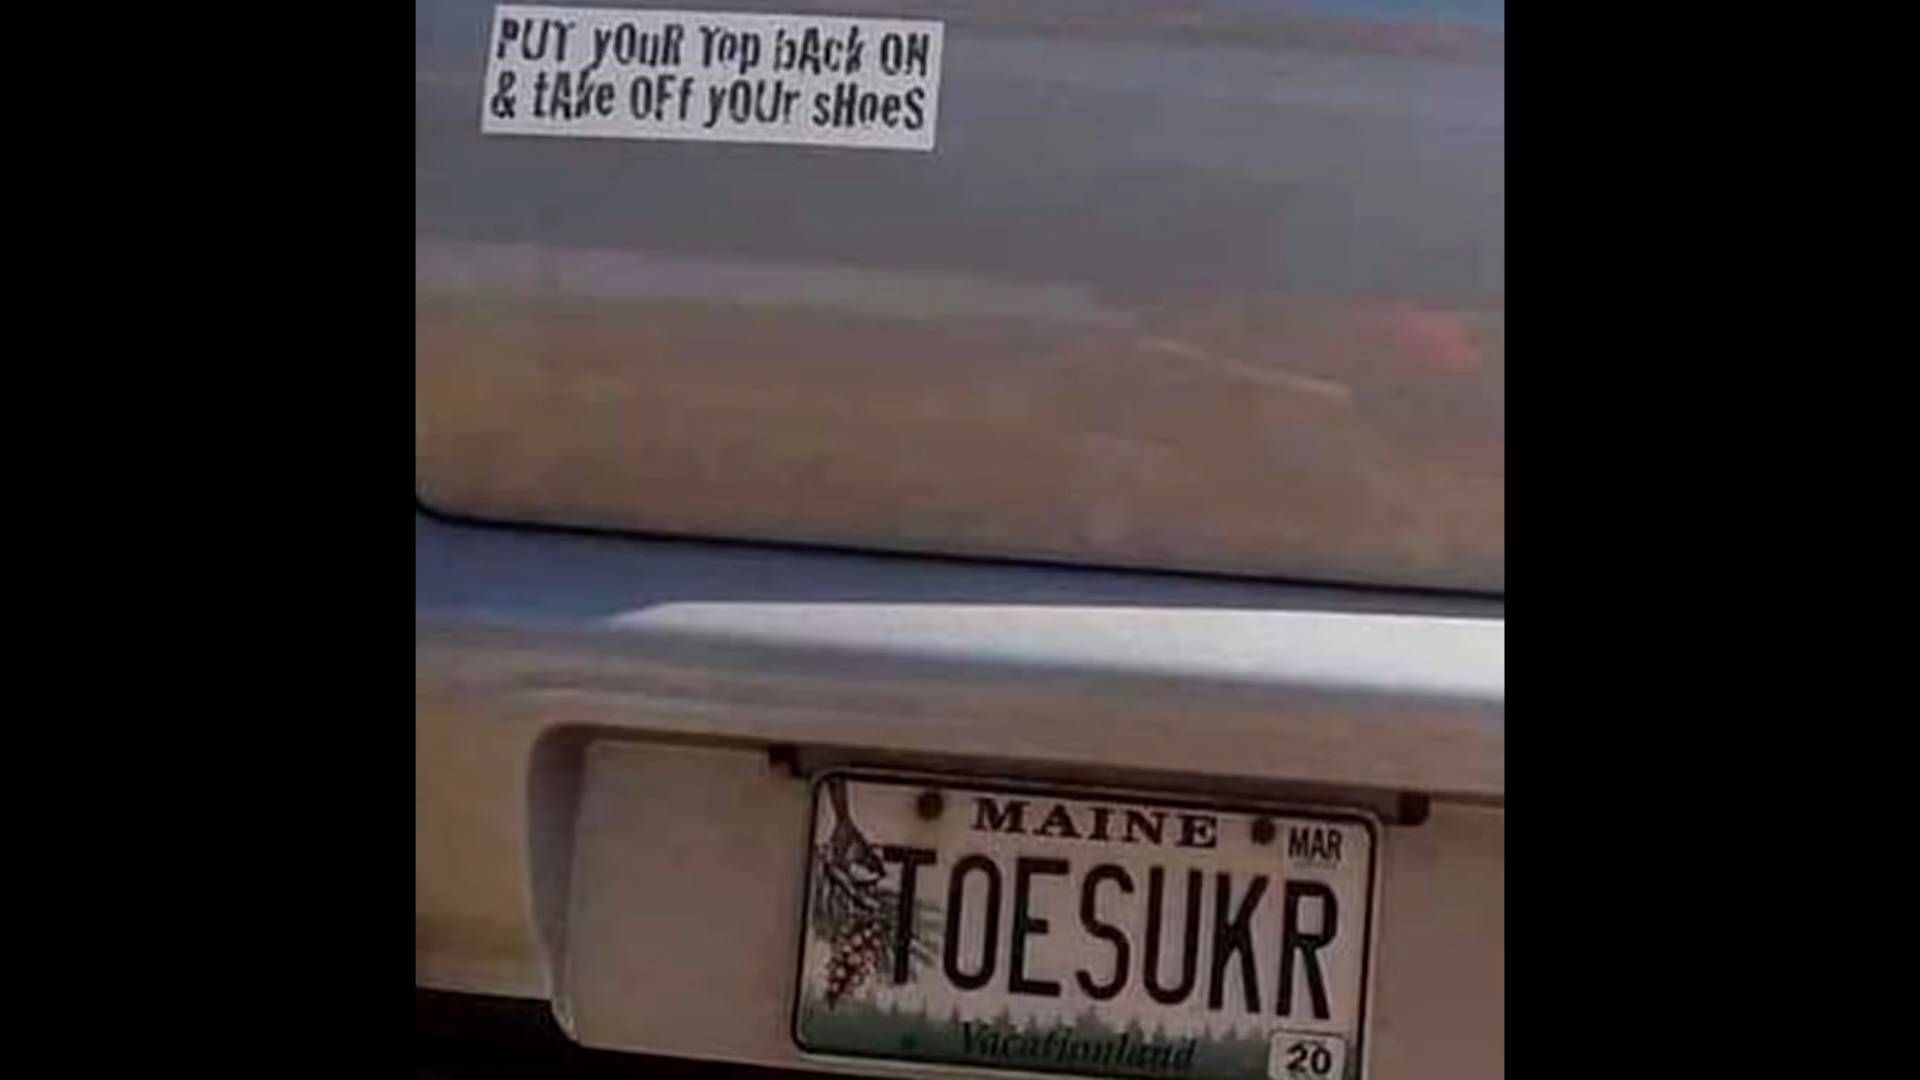 PUT yOuR Top bAck ON
& tAke OFf yOUr sHoeS
MAINE
MAR
TOESUKR
Vacationland
20